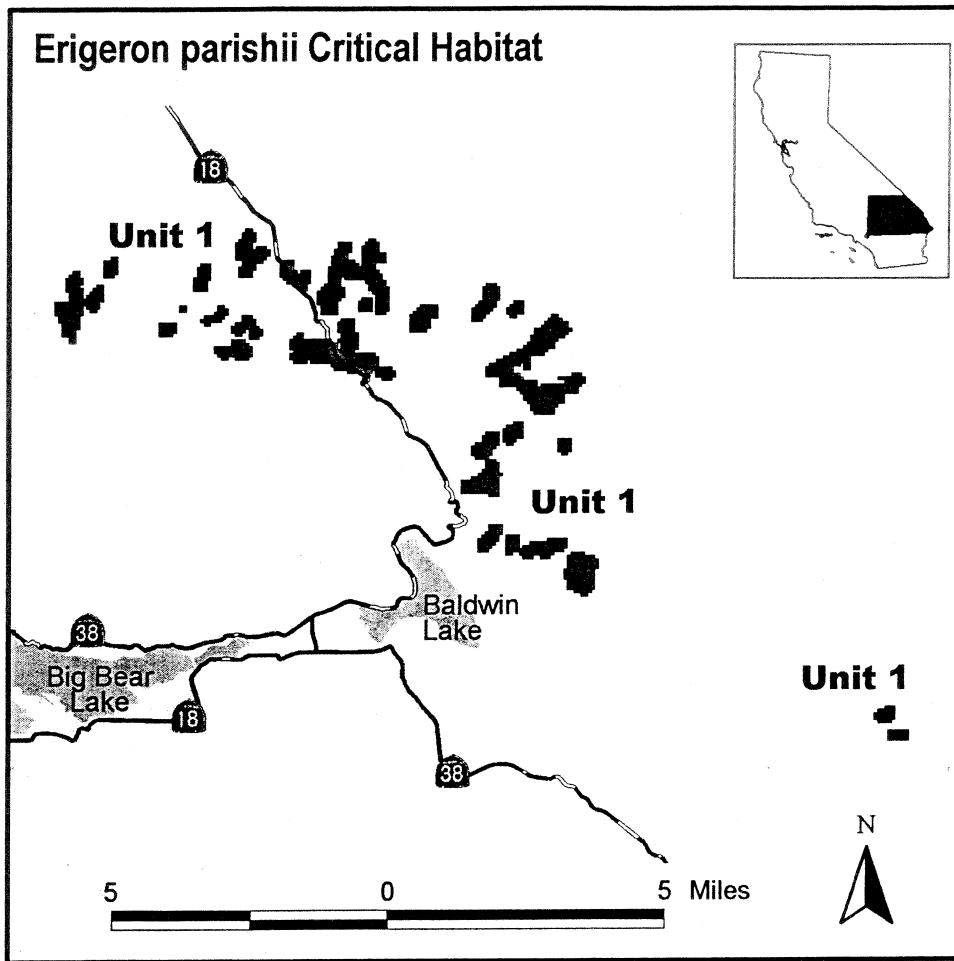 Erigeron parishii Critical Habitat
18
Unit 1
Unit 1
Baldwin
Lake
38
Big Bear
Lake
Unit 1
18
38
N
5 0 5 Miles